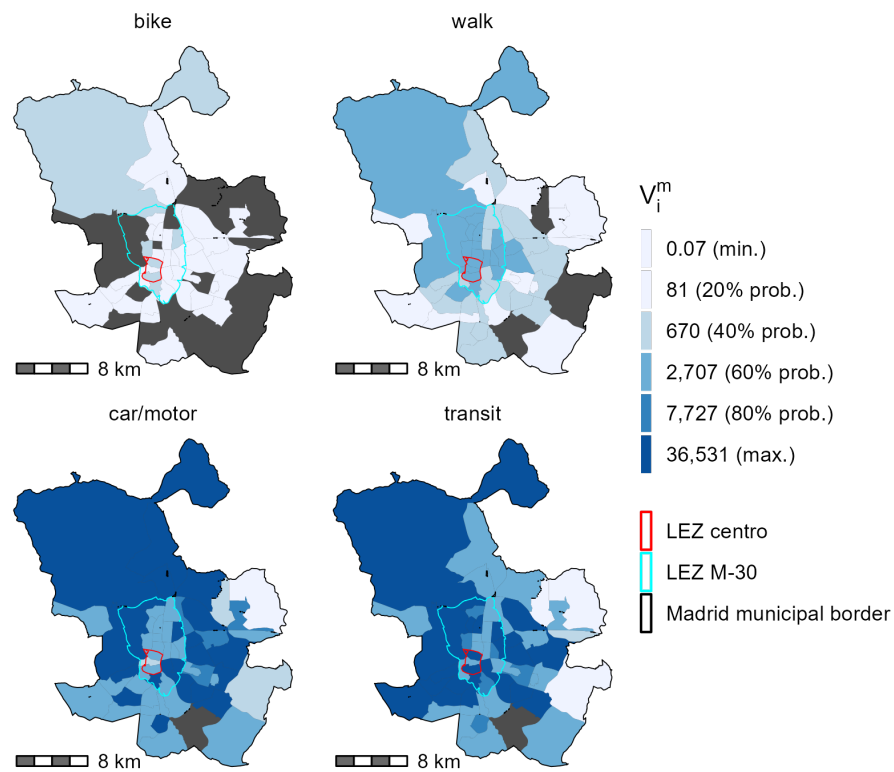 bike
walk
8 km
8 km
V_i^m
0.07 (min.)
81 (20% prob.)
670 (40% prob.)
2,707 (60% prob.)
7,727 (80% prob.)
36,531 (max.)
car/motor
transit
8 km
8 km
LEZ centro
LEZ M-30
Madrid municipal border